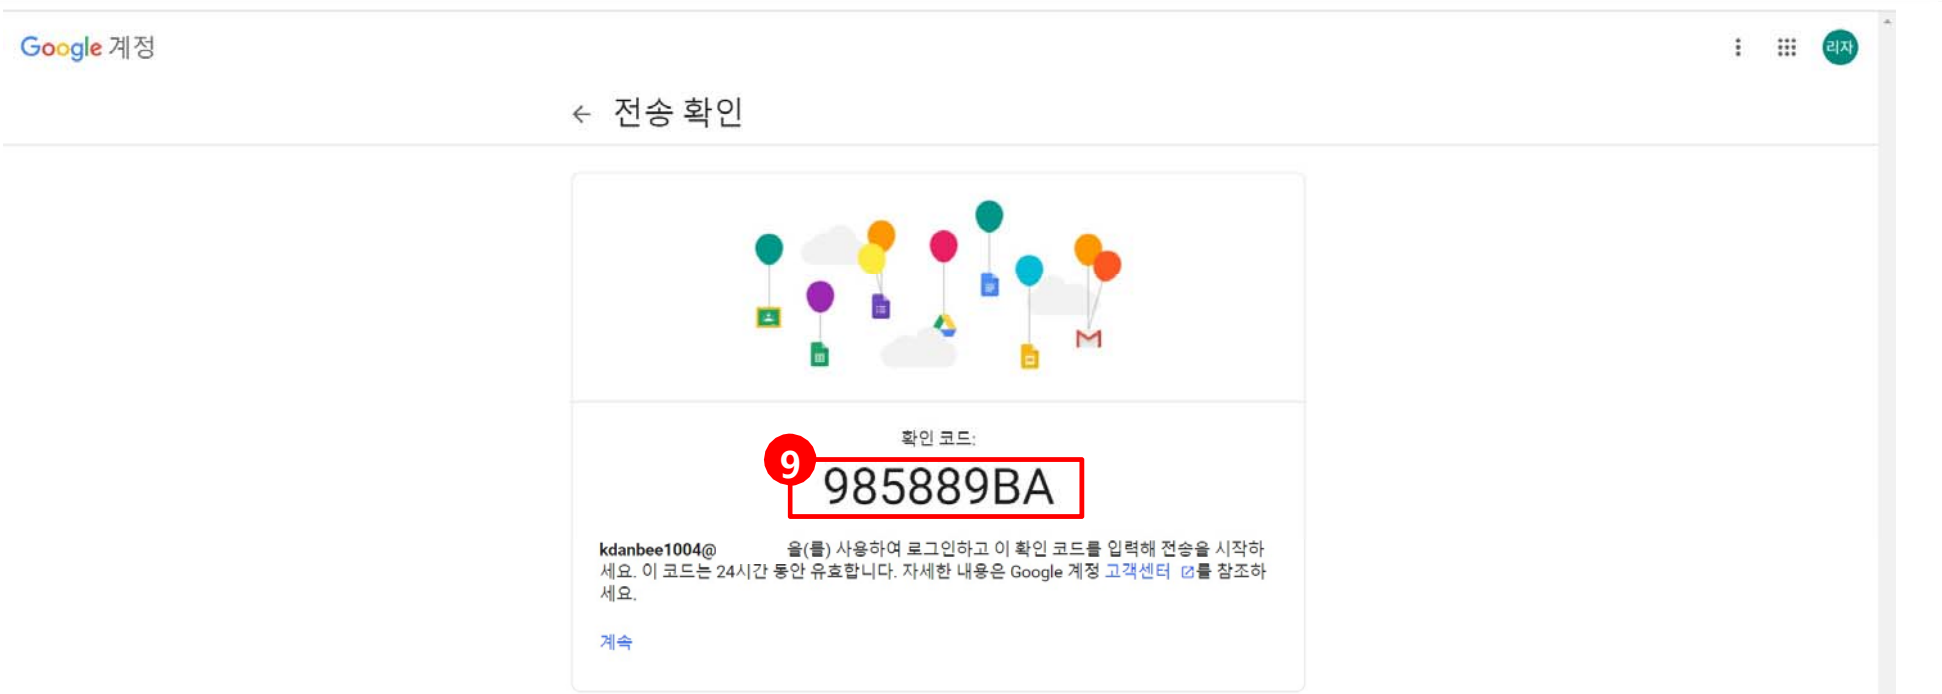 Google 계정
리자
← 전송 확인
확인 코드:
9
985889BA
kdanbee1004@ 을(를) 사용하여 로그인하고 이 확인 코드를 입력해 전송을 시작하
세요. 이 코드는 24시간 동안 유효합니다. 자세한 내용은 Google 계정 고객센터 를 참조하
세요.
계속